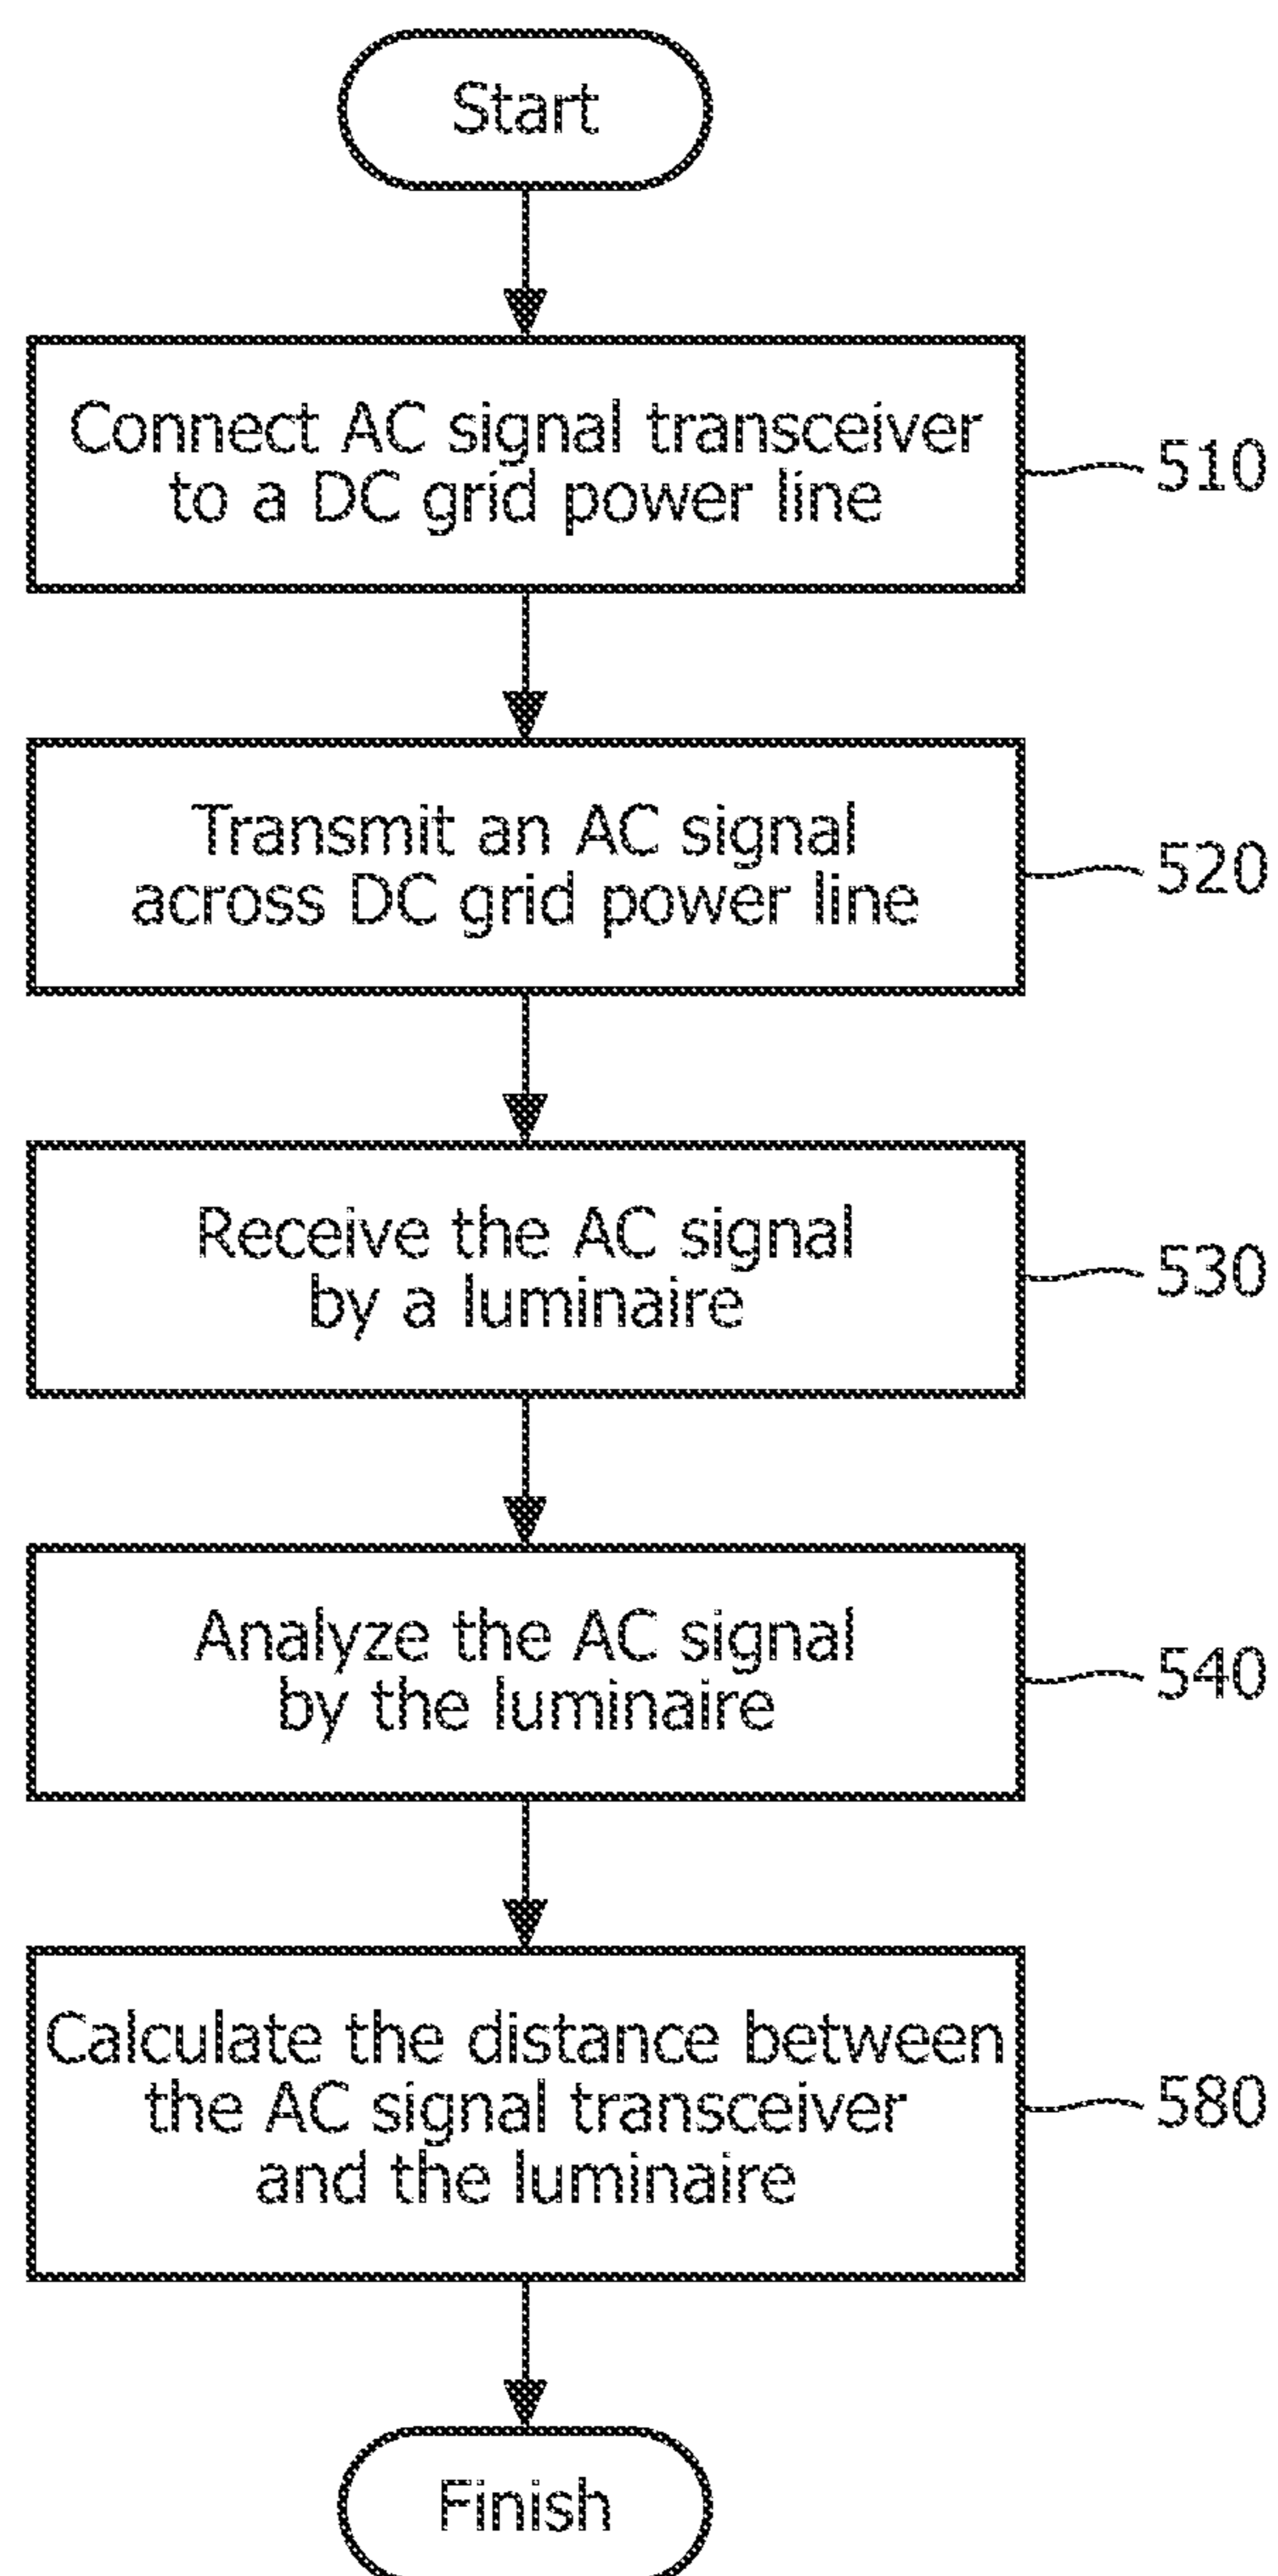 Start
Connect AC signal transceiver
to a DC grid power line
510
Transmit an AC signal
across DC grid power line
520
Receive the AC signal
by a luminaire
530
Analyze the AC signal
by the luminaire
540
Calculate the distance between
the AC signal transceiver
and the luminaire
580
Finish